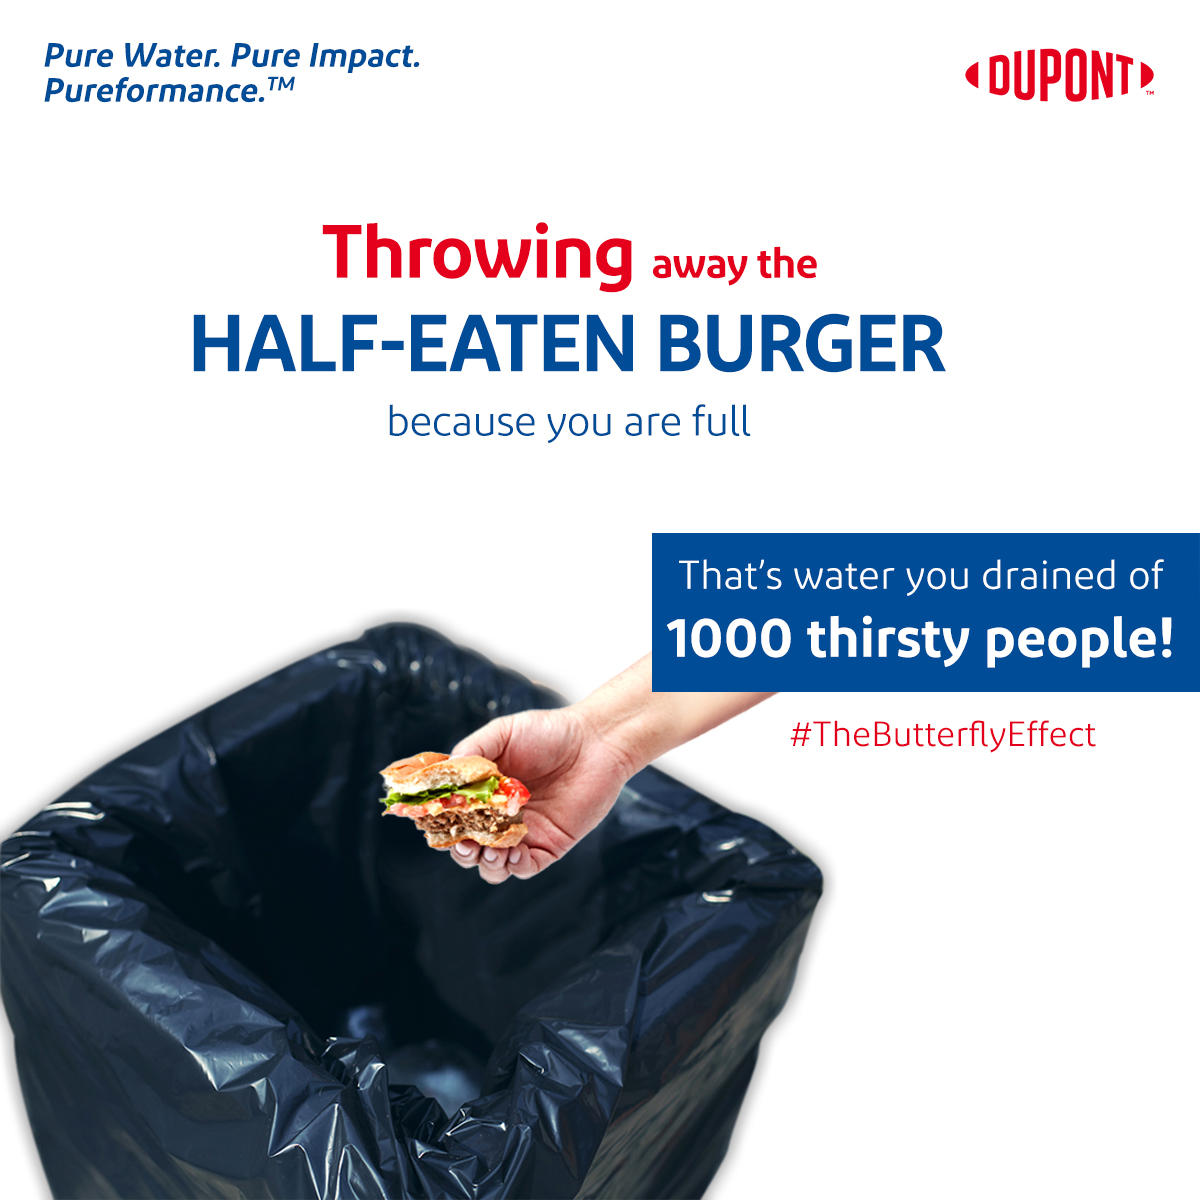 Pure Water. Pure Impact.
Pureformance.™
DUPONT™
Throwing away the
HALF-EATEN BURGER
because you are full
That's water you drained of
1000 thirsty people!
#TheButterflyEffect